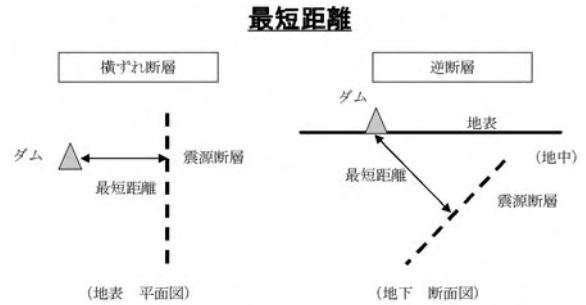 最短距離
横ずれ断層
ダム
最短距離
震源断層
（地表　平面図）
逆断層
ダム
地表
（地中）
最短距離
震源断層
（地下　断面図）